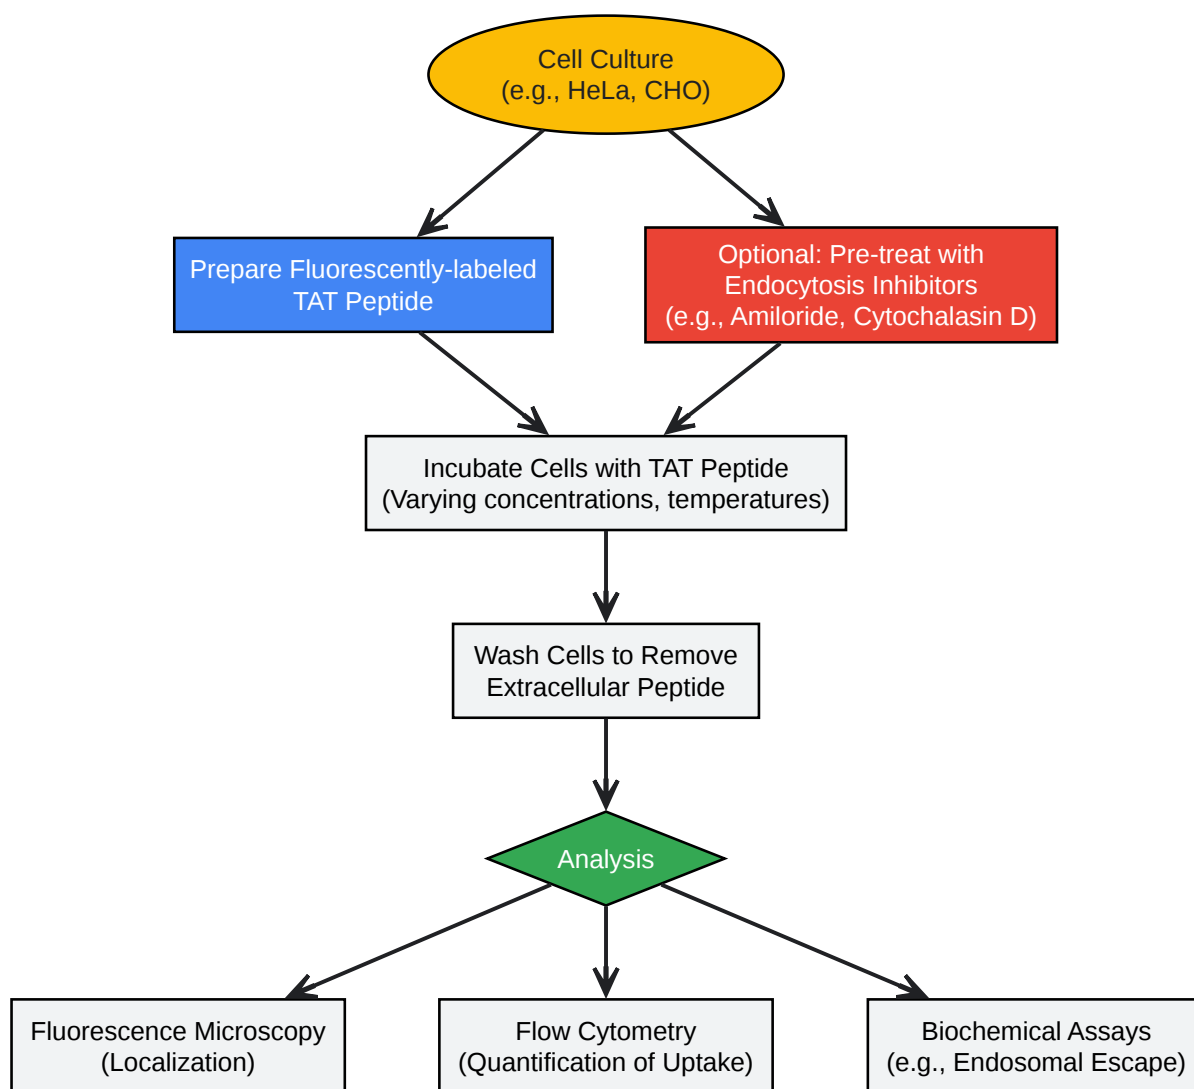 Cell Culture
(e.g., HeLa, CHO)
Prepare Fluorescently-labeled
TAT Peptide
Optional: Pre-treat with
Endocytosis Inhibitors
(e.g., Amiloride, Cytochalasin D)
Incubate Cells with TAT Peptide
(Varying concentrations, temperatures)
Wash Cells to Remove
Extracellular Peptide
Analysis
Fluorescence Microscopy
(Localization)
Flow Cytometry
(Quantification of Uptake)
Biochemical Assays
(e.g., Endosomal Escape)